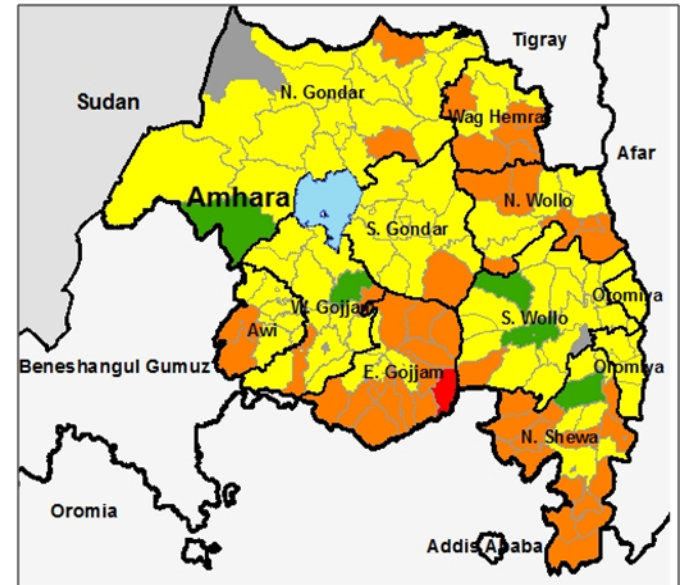 Tigray
N. Gondar
Sudan
Wag Hemra
Afar
Amhara
N. Wollo
S. Gondar
Oromiya
W. Gojjam
S. Wollo
Awi
Beneshangul Gumuz
E. Gojjam
Oromiya
N. Shewa
Oromia
Addis Ababa